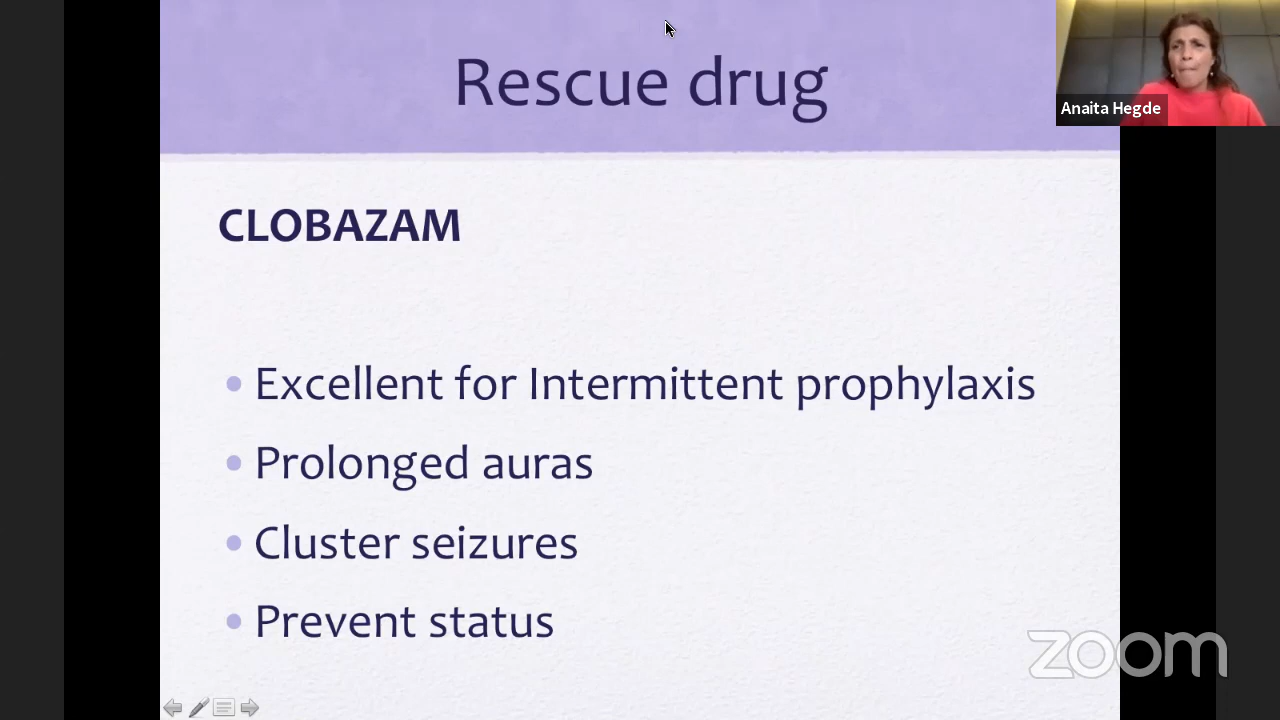 Rescue drug
Anaita Hegde
CLOBAZAM
Excellent for Intermittent prophylaxis
Prolonged auras
Cluster seizures
Prevent status
zoom